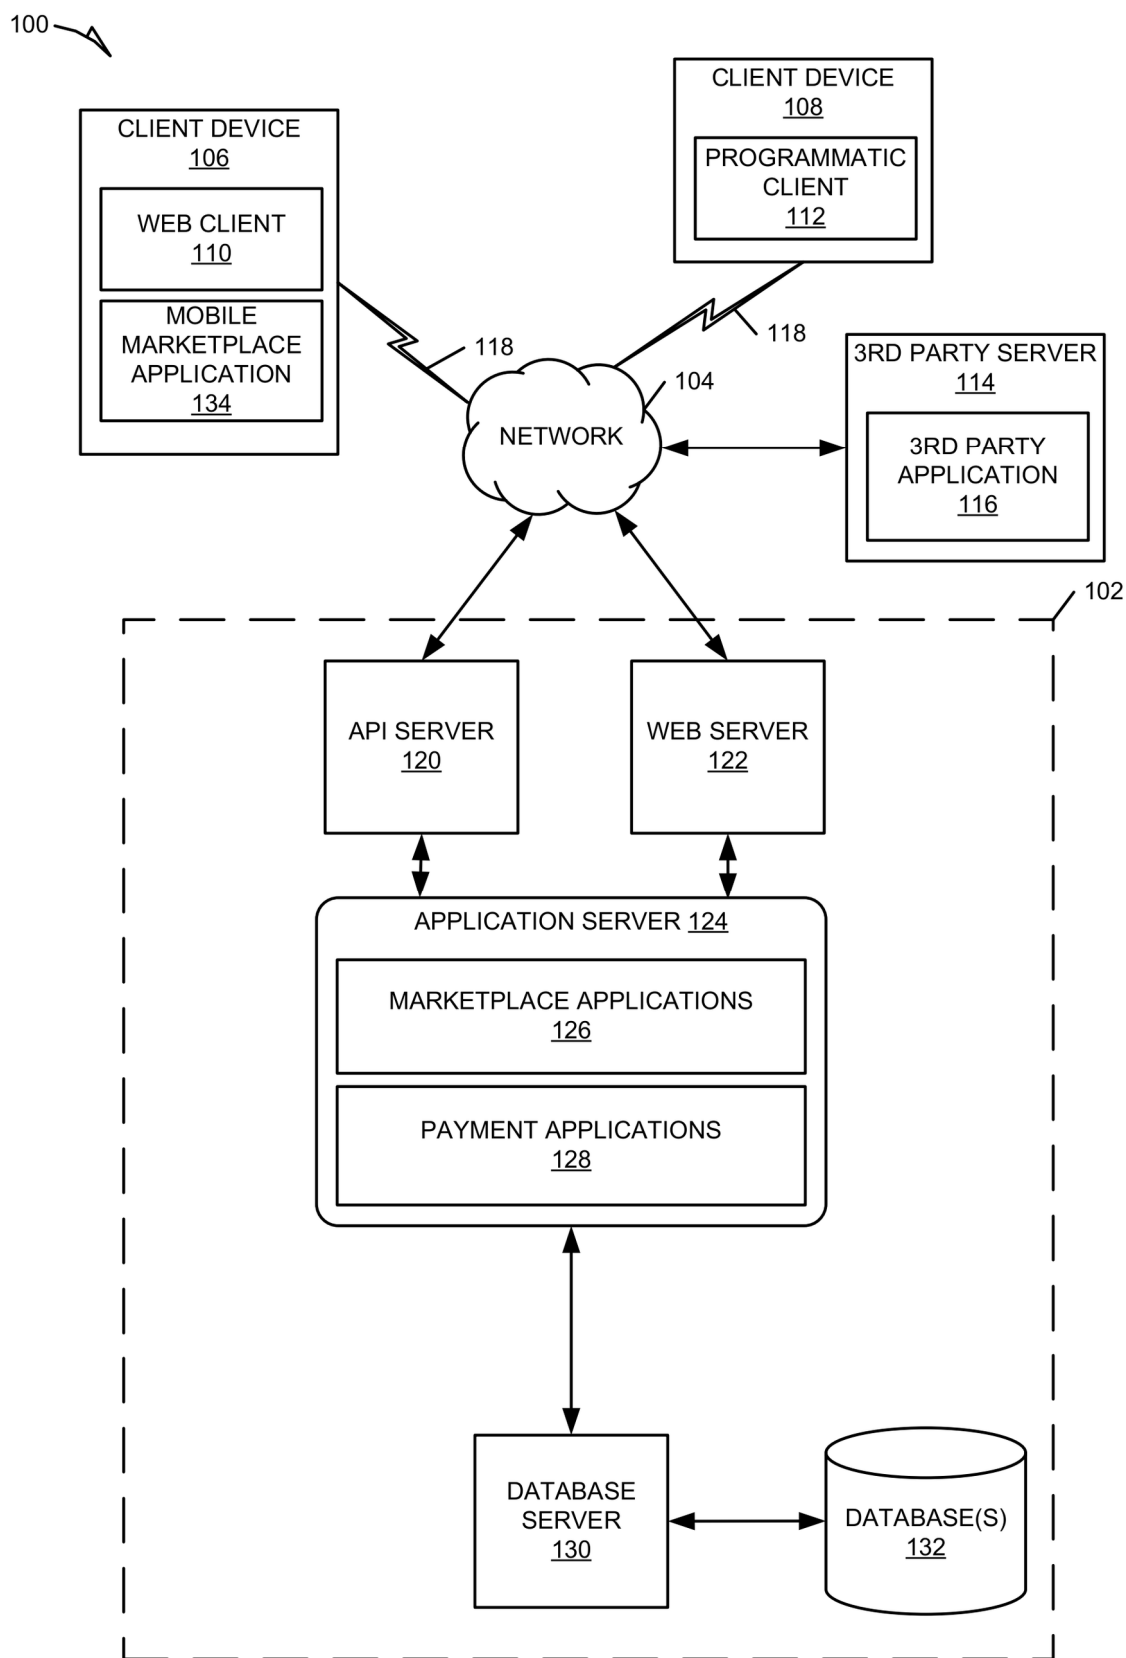 100
CLIENT DEVICE
106
WEB CLIENT
110
MOBILE
MARKETPLACE
APPLICATION
134
CLIENT DEVICE
108
PROGRAMMATIC
CLIENT
112
118
118
104
NETWORK
3RD PARTY SERVER
114
3RD PARTY
APPLICATION
116
102
API SERVER
120
WEB SERVER
122
APPLICATION SERVER 124
MARKETPLACE APPLICATIONS
126
PAYMENT APPLICATIONS
128
DATABASE
SERVER
130
DATABASE(S)
132